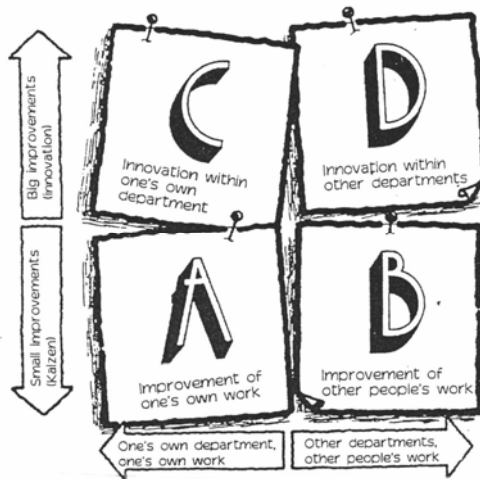 Big improvements
(Innovation)
C
Innovation within
one's own
department
D
Innovation within
other departments
Small improvements
(Kaizen)
A
Improvement of
one's own work
B
Improvement of
other people's work
One's own department,
one's own work
Other departments,
other people's work